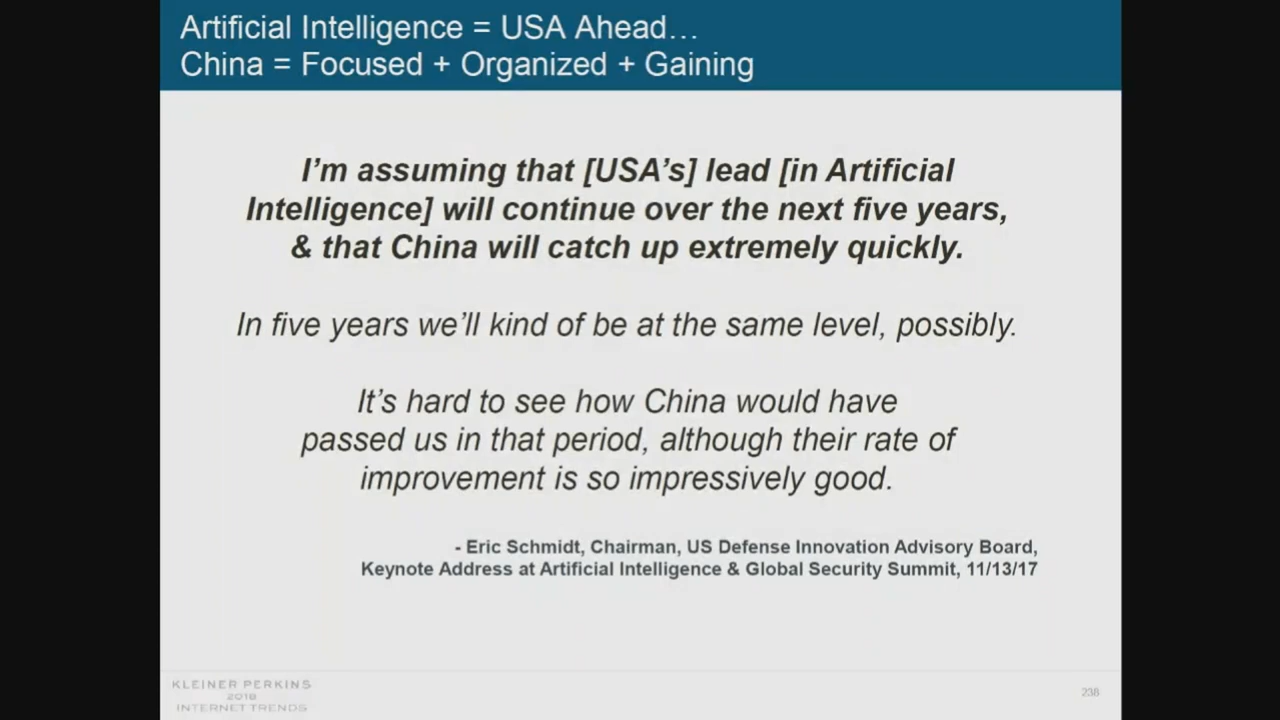 Artificial Intelligence = USA Ahead…
China = Focused + Organized + Gaining
I'm assuming that [USA's] lead [in Artificial
Intelligence] will continue over the next five years,
& that China will catch up extremely quickly.
In five years we'll kind of be at the same level, possibly.
It's hard to see how China would have
passed us in that period, although their rate of
improvement is so impressively good.
- Eric Schmidt, Chairman, US Defense Innovation Advisory Board,
Keynote Address at Artificial Intelligence & Global Security Summit, 11/13/17
KLEINER PERKINS
2018
INTERNET TRENDS
238